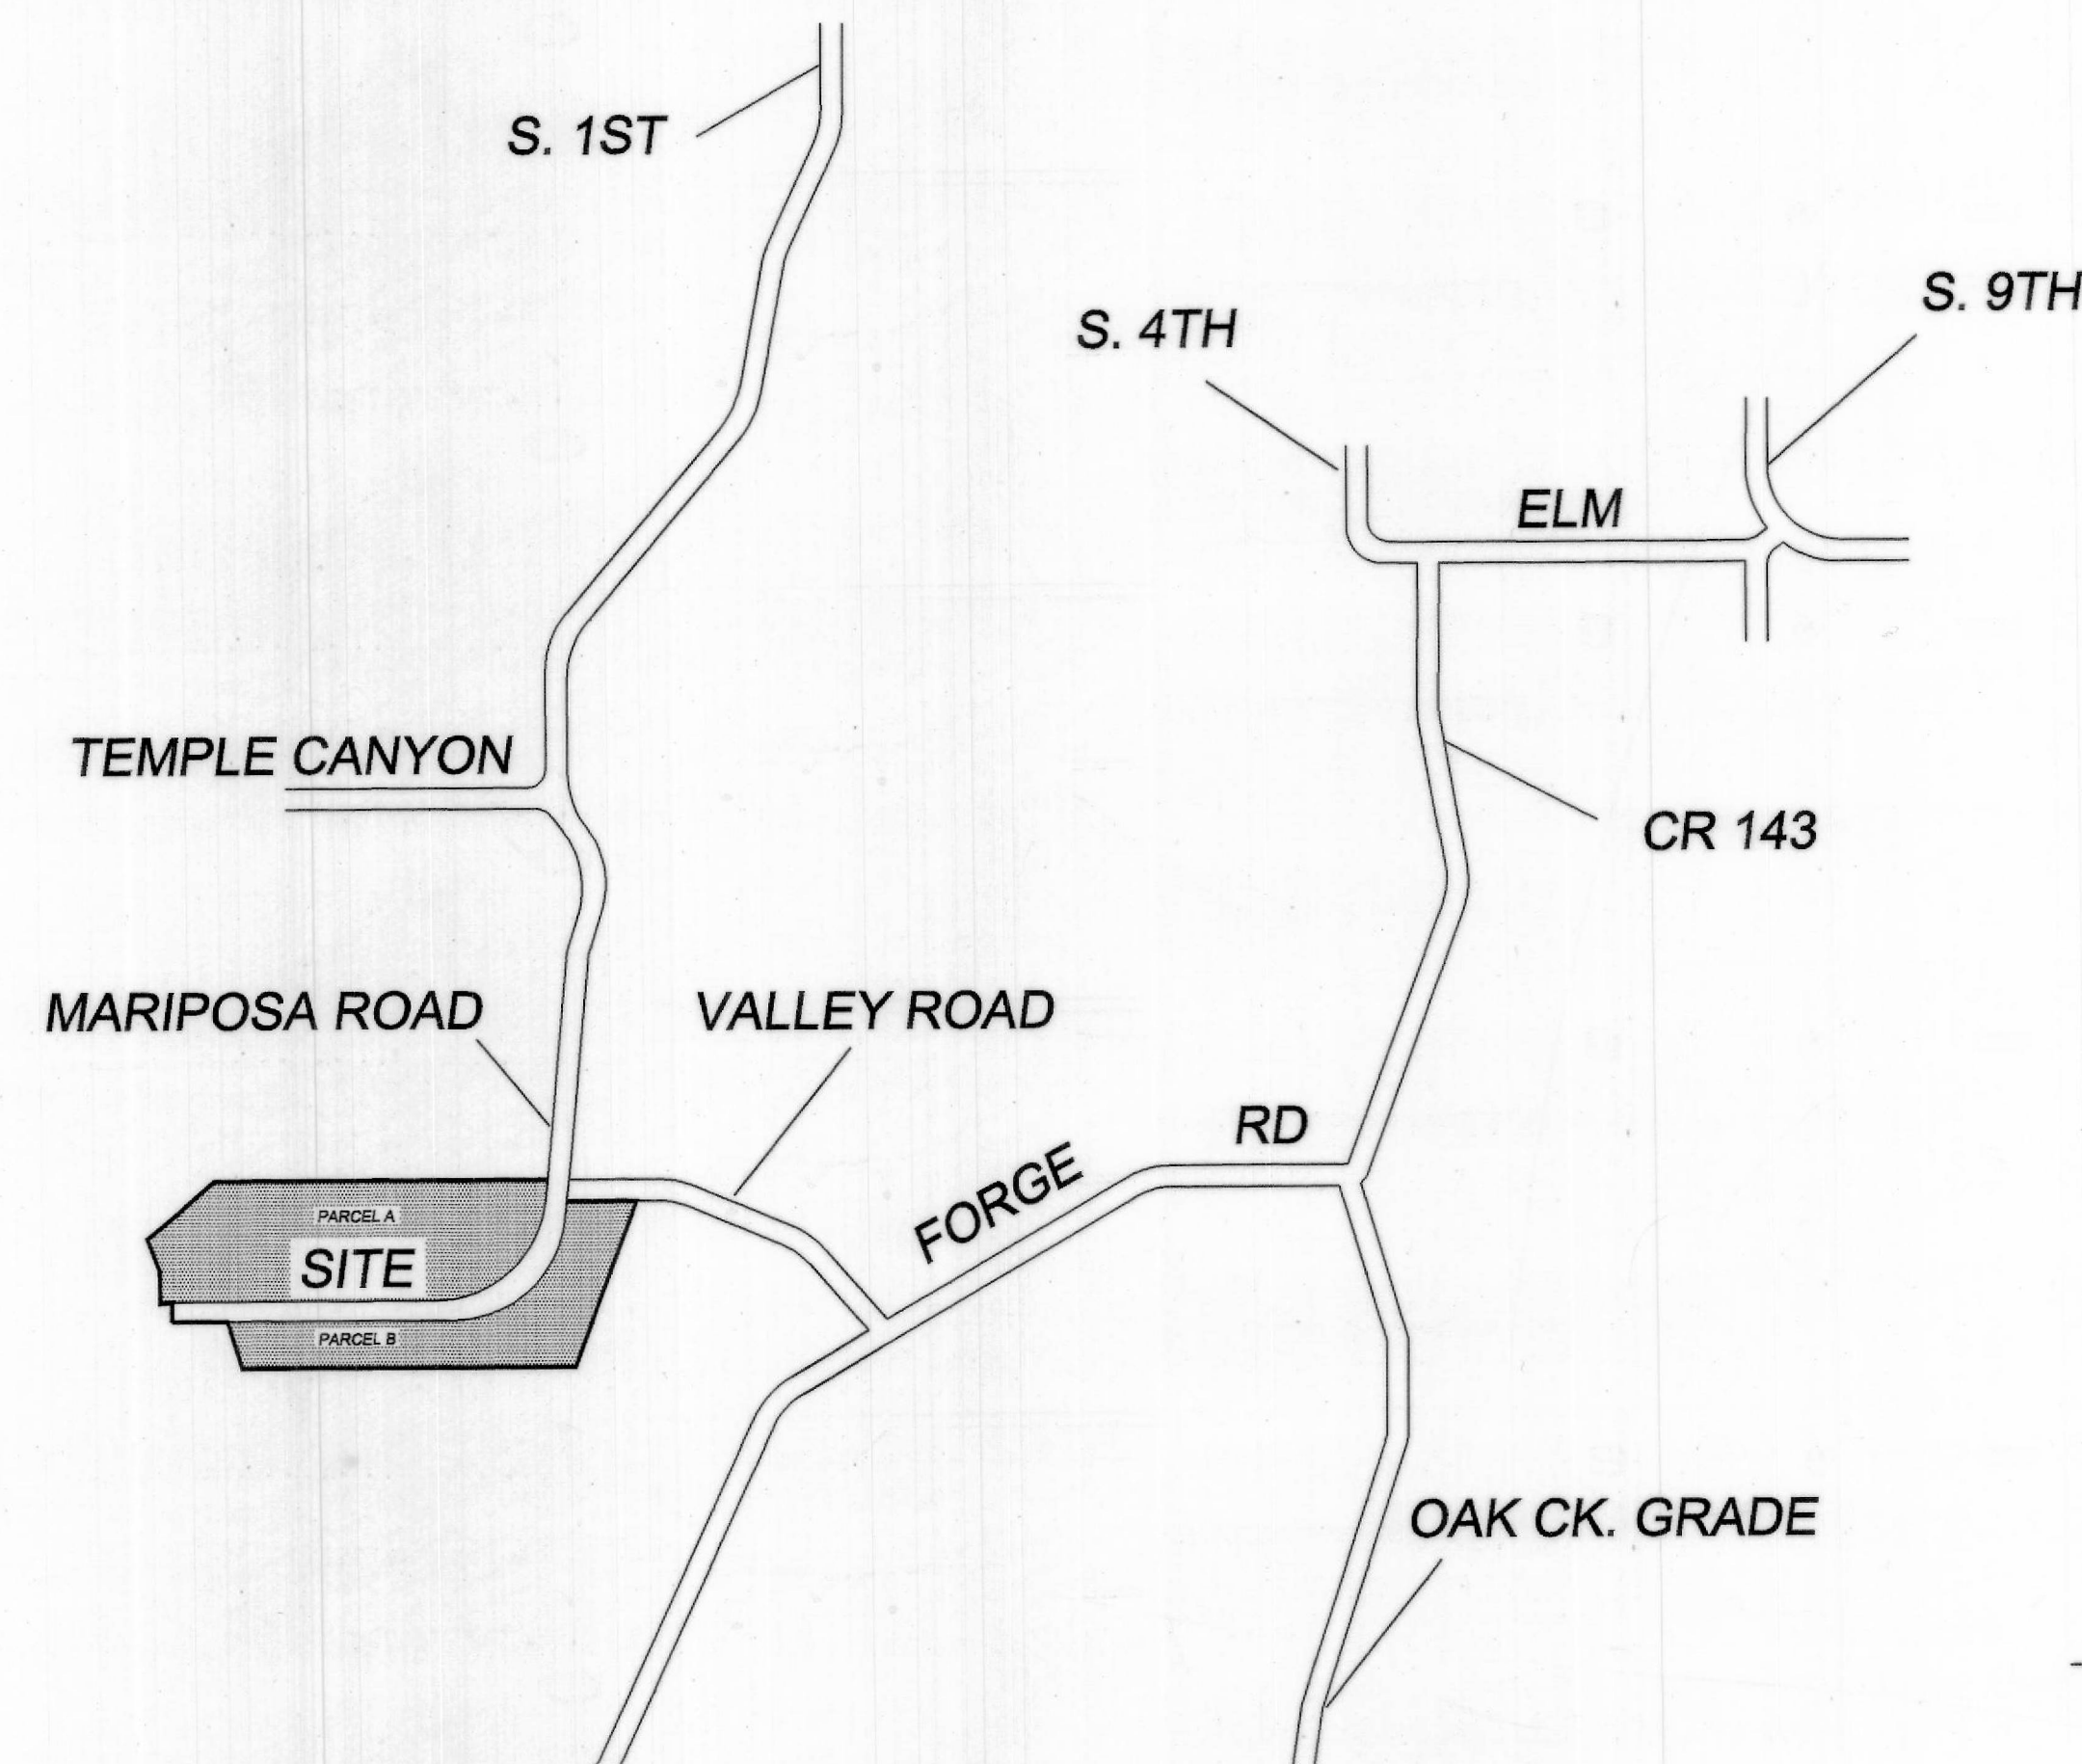 S. 1ST
S. 9TH
S. 4TH
ELM
TEMPLE CANYON
CR 143
MARIPOSA ROAD
VALLEY ROAD
FORGE RD
PARCEL A
SITE
PARCEL B
OAK CK. GRADE